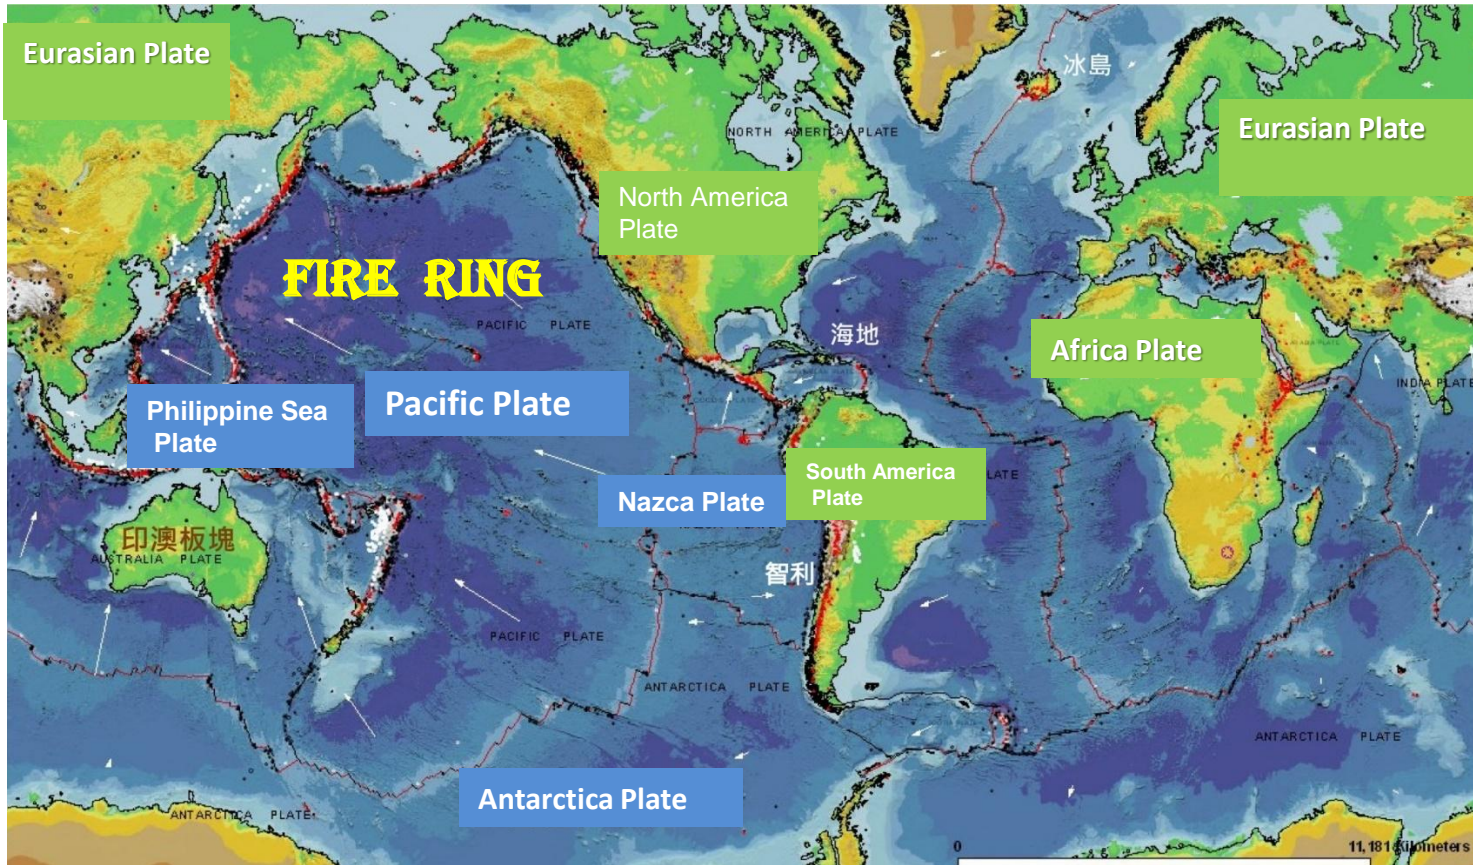 Eurasian Plate
冰島
NORTH AMERICA PLATE
Eurasian Plate
North America
Plate
FIRE RING
PACIFIC PLATE
海地
Africa Plate
INDIA PLATE
Pacific Plate
Philippine Sea
Plate
South America
Plate
LATE
Nazca Plate
印澳板塊
AUSTRALIA PLATE
智利
PACIFIC PLATE
ANTARCTICA PLATE
ANTARCTICA PLATE
Antarctica Plate
ANTARCTICA PLATE
0
11,181 Kilometers